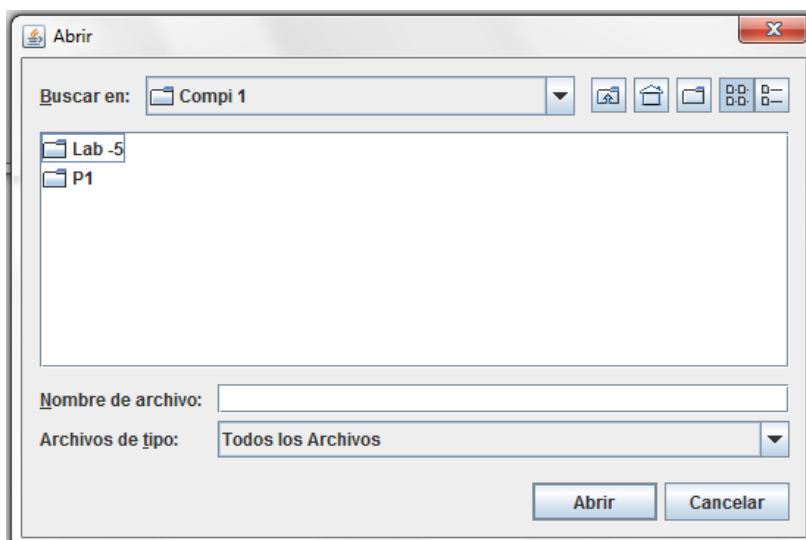 Abrir
Buscar en: Compi 1
Lab -5
P1
Nombre de archivo:
Archivos de tipo: Todos los Archivos
Abrir Cancelar